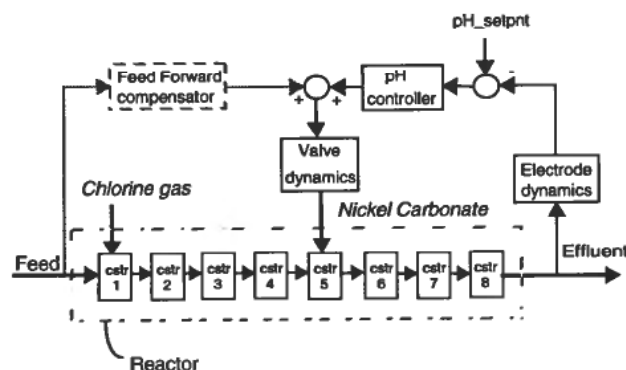 pH_setpnt
Feed Forward
compensator
+
+
pH
controller
-
Valve
dynamics
Electrode
dynamics
Chlorine gas
Nickel Carbonate
Feed
cstr
1
cstr
2
cstr
3
cstr
4
cstr
5
cstr
6
cstr
7
cstr
8
Effluent
Reactor